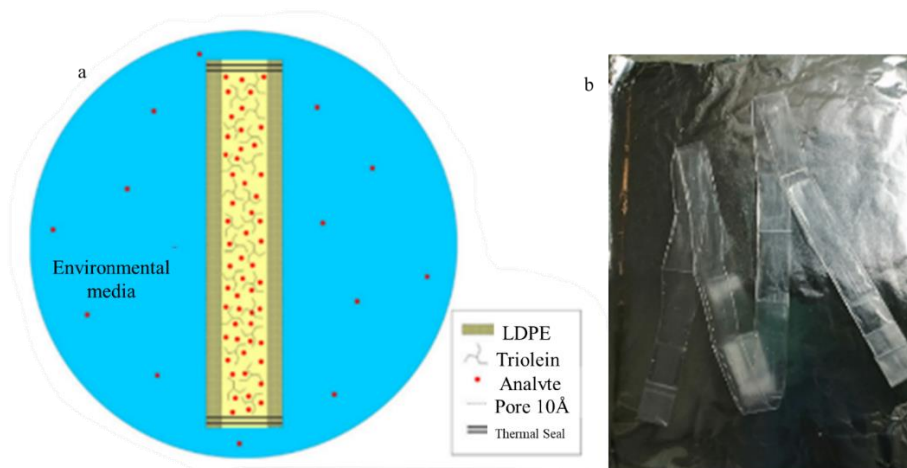 a
b
Environmental
media
LDPE
Triolein
Analvte
Pore 10Å
Thermal Seal